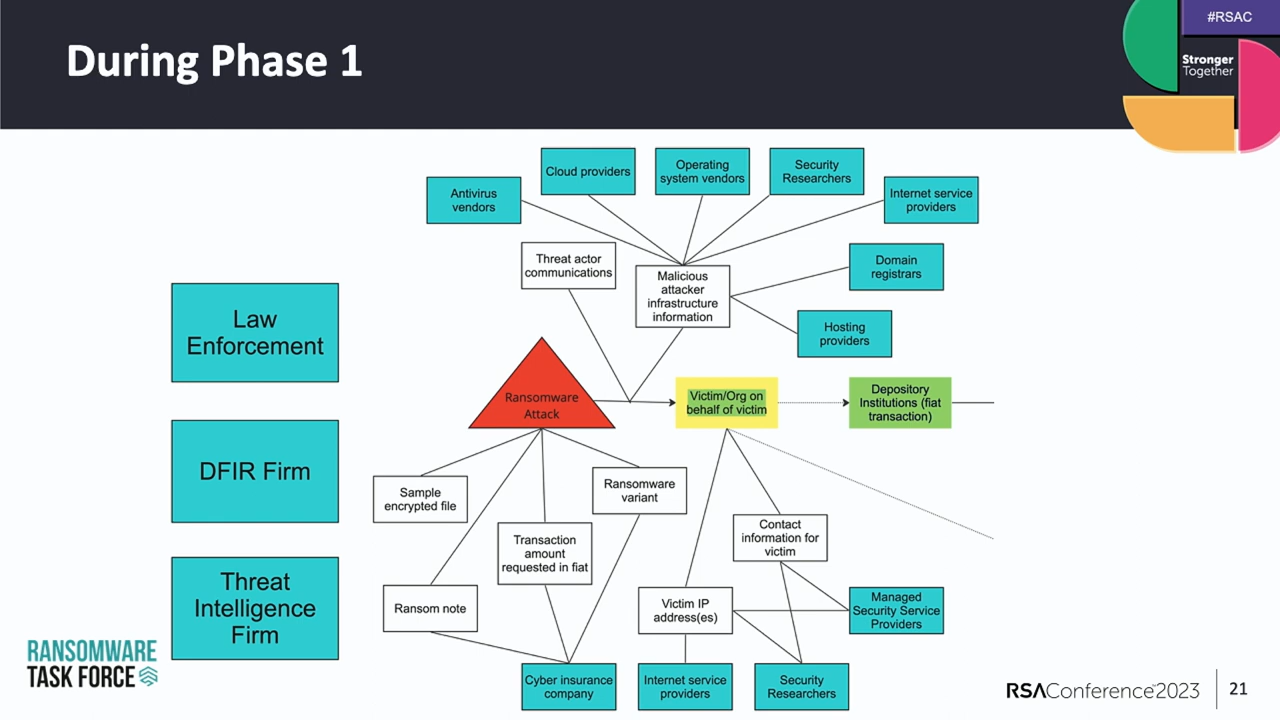 During Phase 1
#RSAC
Stronger
Together
Cloud providers
Operating
system vendors
Security
Researchers
Antivirus
vendors
Internet service
providers
Threat actor
communications
Malicious
attacker
infrastructure
information
Domain
registrars
Hosting
providers
Law
Enforcement
Ransomware
Attack
Victim/Org on
behalf of victim
Depository
Institutions (fiat
transaction)
DFIR Firm
Sample
encrypted file
Ransomware
variant
Transaction
amount
requested in fiat
Contact
information for
victim
Threat
Intelligence
Firm
Ransom note
Victim IP
address(es)
Managed
Security Service
Providers
Cyber insurance
company
Internet service
providers
Security
Researchers
RANSOMWARE
TASK FORCE
RSAConference™2023
21